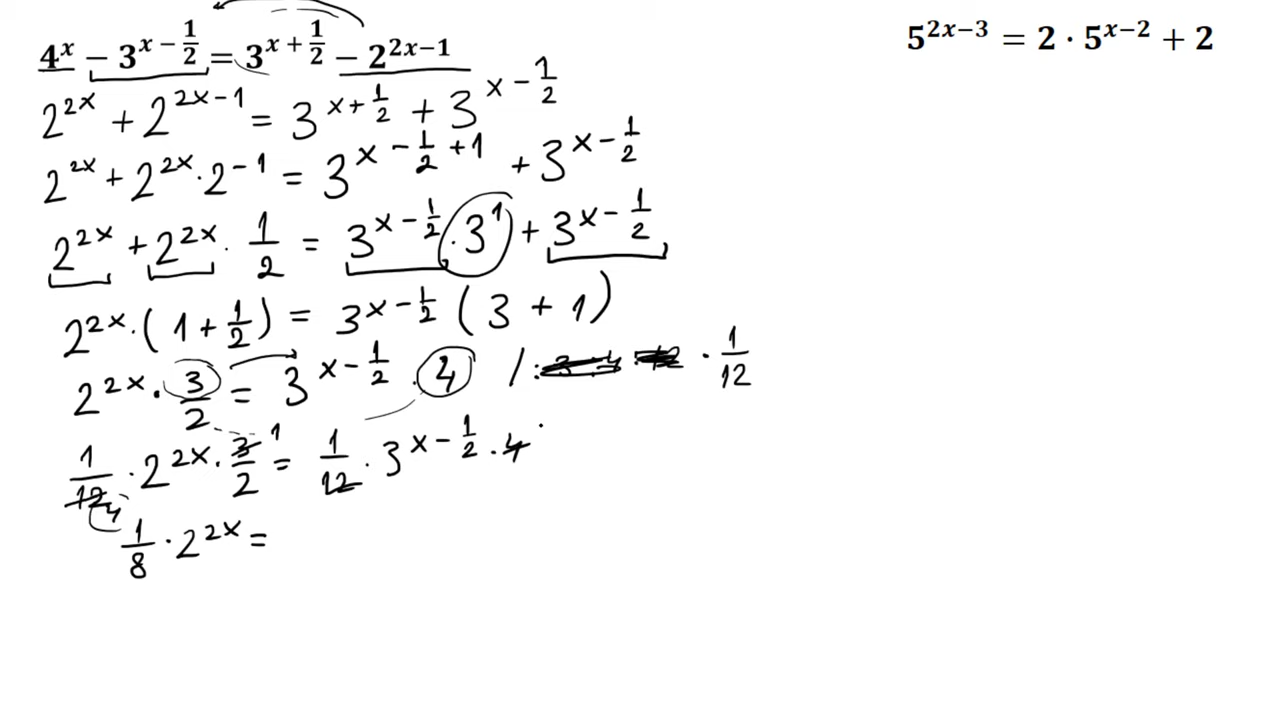 4^x − 3^(x − 1/2) = 3^(x + 1/2) − 2^(2x−1)
2^(2x) + 2^(2x−1) = 3^(x + 1/2) + 3^(x − 1/2)
2^(2x) + 2^(2x) · 2^(−1) = 3^(x − 1/2 + 1) + 3^(x − 1/2)
2^(2x) + 2^(2x) · 1/2 = 3^(x − 1/2) · 3^1 + 3^(x − 1/2)
2^(2x) · (1 + 1/2) = 3^(x − 1/2) (3 + 1)
2^(2x) · 3/2 = 3^(x − 1/2) · 4 /: · 1/12
1/12 · 2^(2x) · 3/2 = 1/12 · 3^(x − 1/2) · 4
4 1
1/8 · 2^(2x) =
5^(2x−3) = 2 · 5^(x−2) + 2